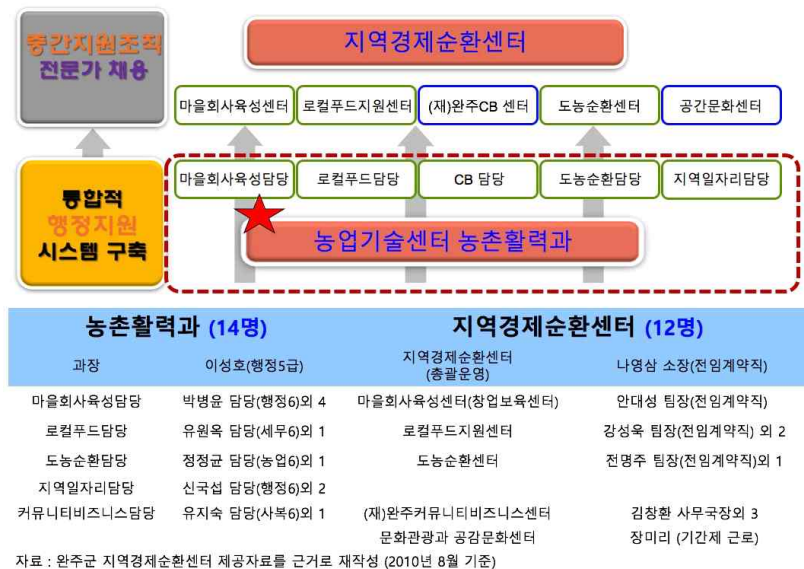 중간지원조직
전문가 채용
지역경제순환센터
마을회사육성센터 로컬푸드지원센터 (재)완주CB 센터 도농순환센터 공간문화센터
마을회사육성담당 로컬푸드담당 CB 담당 도농순환담당 지역일자리담당
통합적
행정지원
시스템 구축
농업기술센터 농촌활력과
농촌활력과 (14명) 지역경제순환센터 (12명)
과장 이성호(행정5급) 지역경제순환센터
(총괄운영) 나영삼 소장(전임계약직)
마을회사육성담당 박병윤 담당(행정6)외 4 마을회사육성센터(창업보육센터) 안대성 팀장(전임계약직)
로컬푸드담당 유원옥 담당(세무6)외 1 로컬푸드지원센터 강성욱 팀장(전임계약직) 외 2
도농순환담당 정정균 담당(농업6)외 1 도농순환센터 전명주 팀장(전임계약직)외 1
지역일자리담당 신국섭 담당(행정6)외 2
커뮤니티비즈니스담당 유지숙 담당(사복6)외 1 (재)완주커뮤니티비즈니스센터 김창환 사무국장외 3
문화관광과 공감문화센터 장미리 (기간제 근로)
자료 : 완주군 지역경제순환센터 제공자료를 근거로 재작성 (2010년 8월 기준)